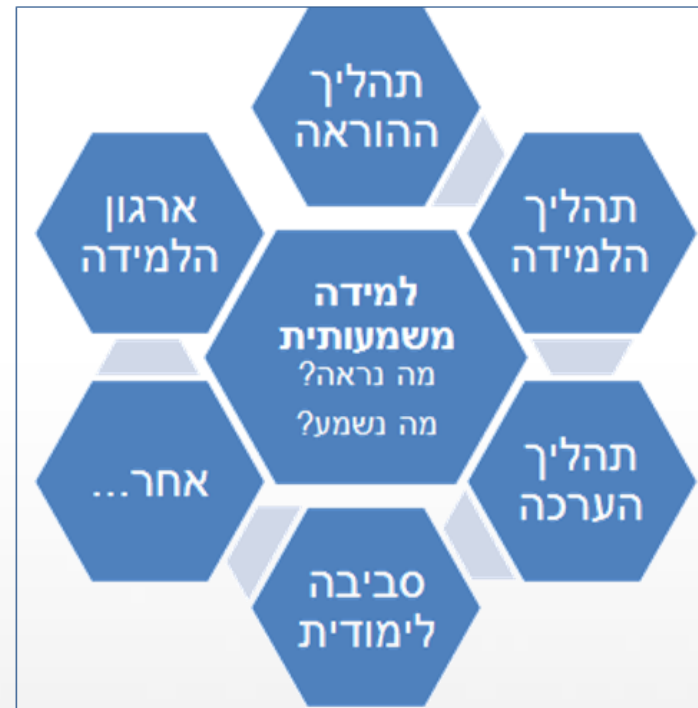 תהליך
ההוראה
תהליך
הלמידה
ארגון
הלמידה
למידה
משמעותית
מה נראה?
מה נשמע?
תהליך
הערכה
אחר...
סביבה
לימודית